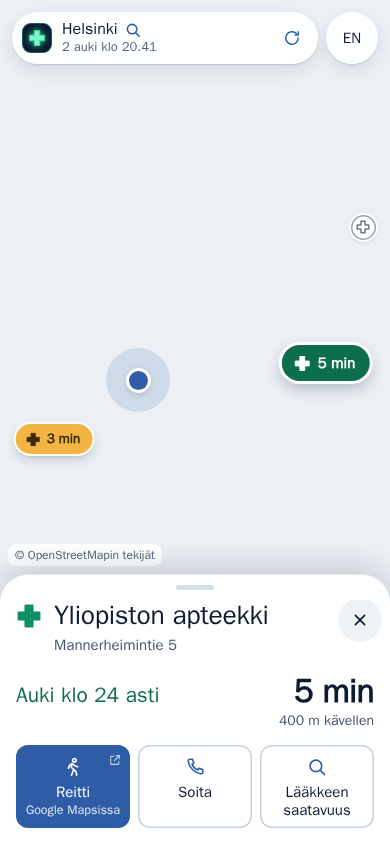 Helsinki
2 auki klo 20.41
EN
5 min
3 min
© OpenStreetMapin tekijät
Yliopiston apteekki
Mannerheimintie 5
Auki klo 24 asti
5 min
400 m kävellen
Reitti
Google Mapsissa
Soita
Lääkkeen
saatavuus